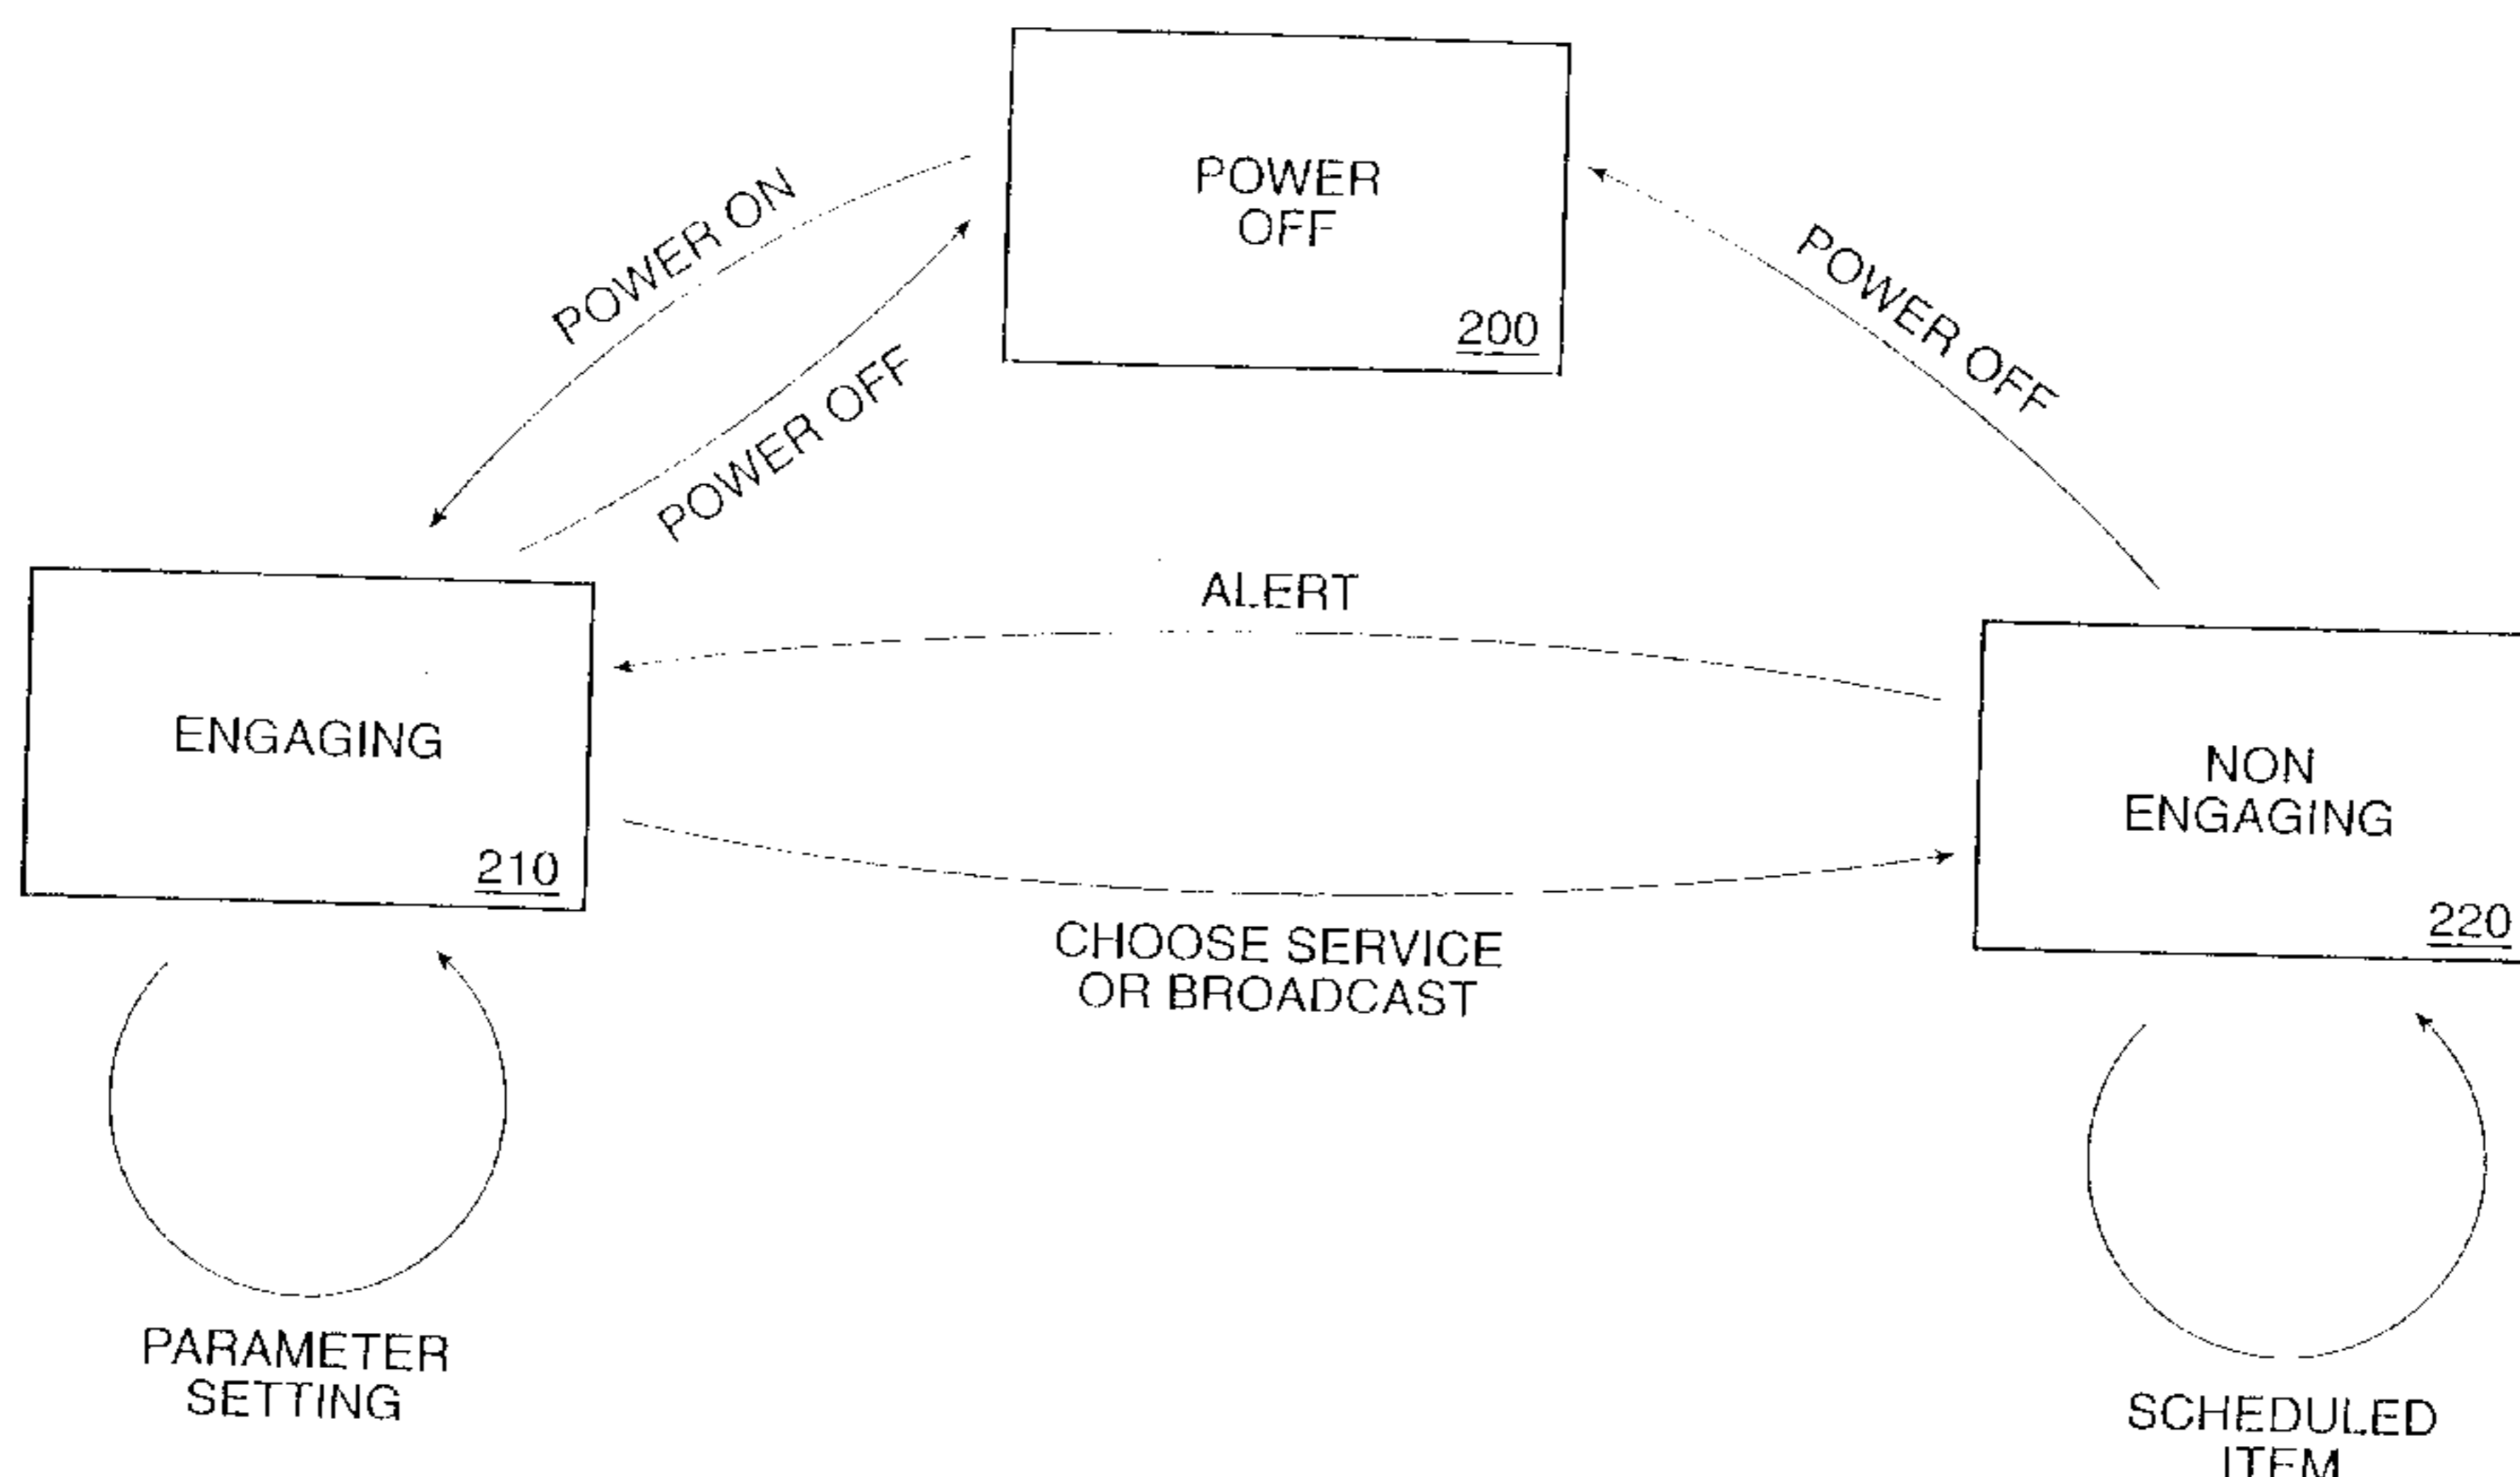 POWER
OFF
200
POWER ON
POWER OFF
POWER OFF
ALERT
ENGAGING
210
NON
ENGAGING
220
CHOOSE SERVICE
OR BROADCAST
PARAMETER
SETTING
SCHEDULED
ITEM